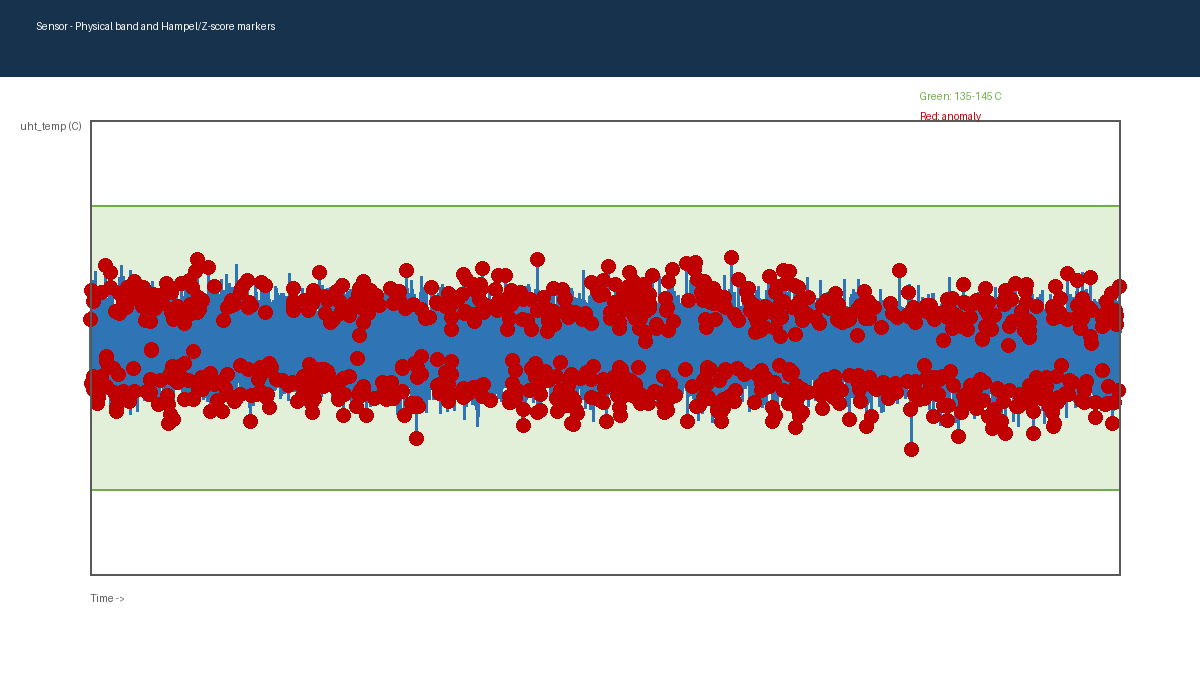 Sensor - Physical band and Hampel/Z-score markers
Green: 135-145 C
Red: anomaly
uht_temp (C)
Time ->